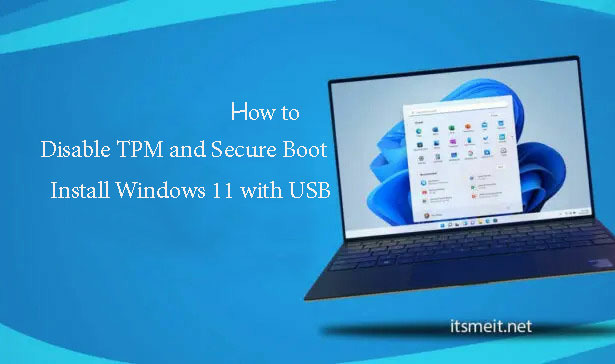 How to
Disable TPM and Secure Boot
Install Windows 11 with USB
itsmeit.net